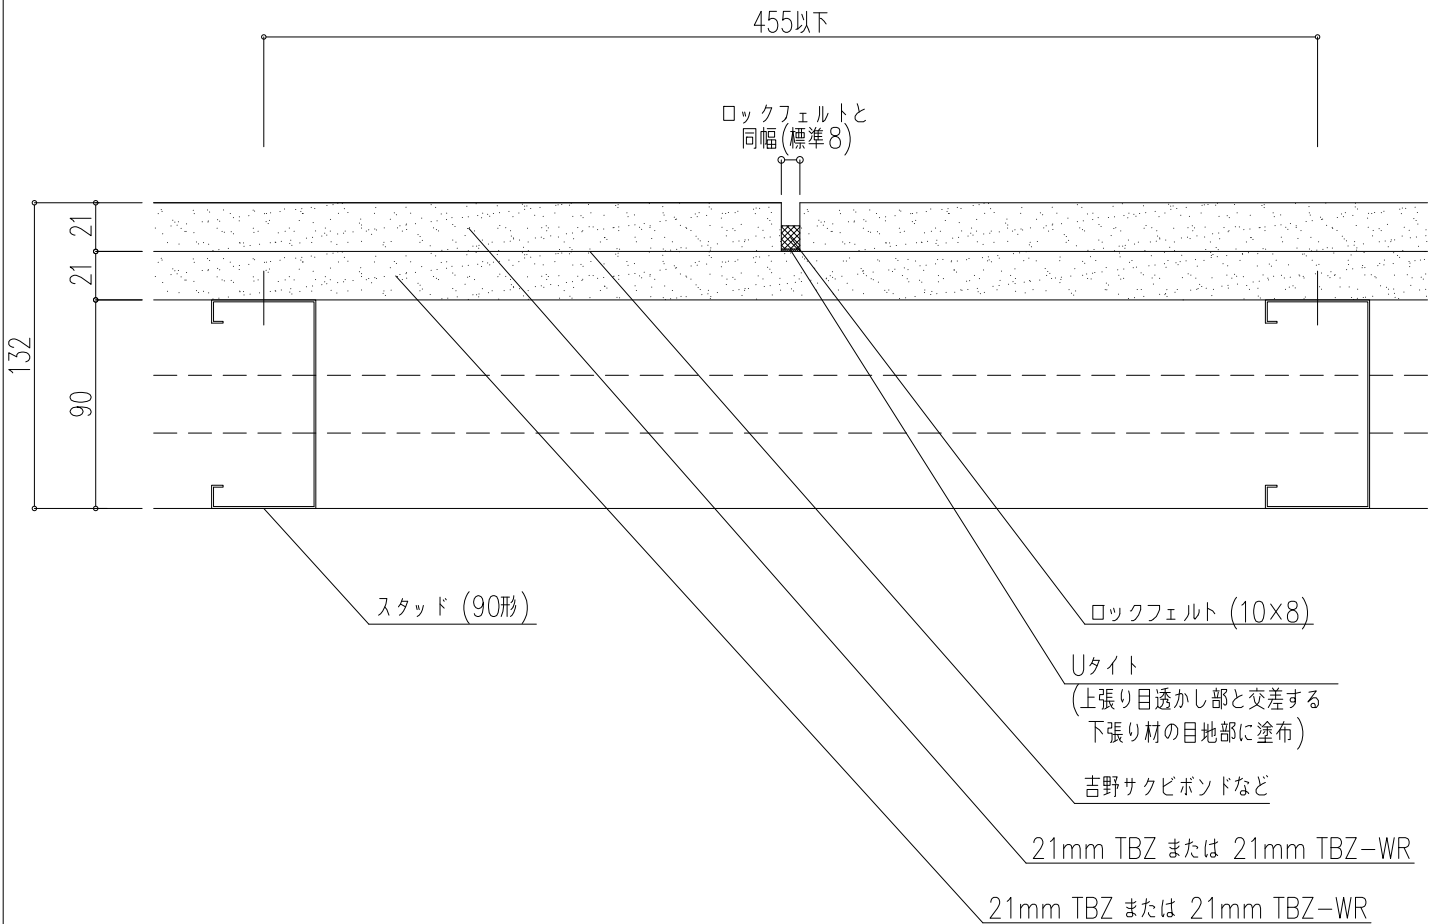 455以下
ロックフェルトと
同幅(標準8)
21
21
132
90
スタッド (90形)
ロックフェルト (10×8)
Uタイト
(上張り目透かし部と交差する
下張り材の目地部に塗布)
吉野サクビボンドなど
21mm TBZ または 21mm TBZ-WR
21mm TBZ または 21mm TBZ-WR